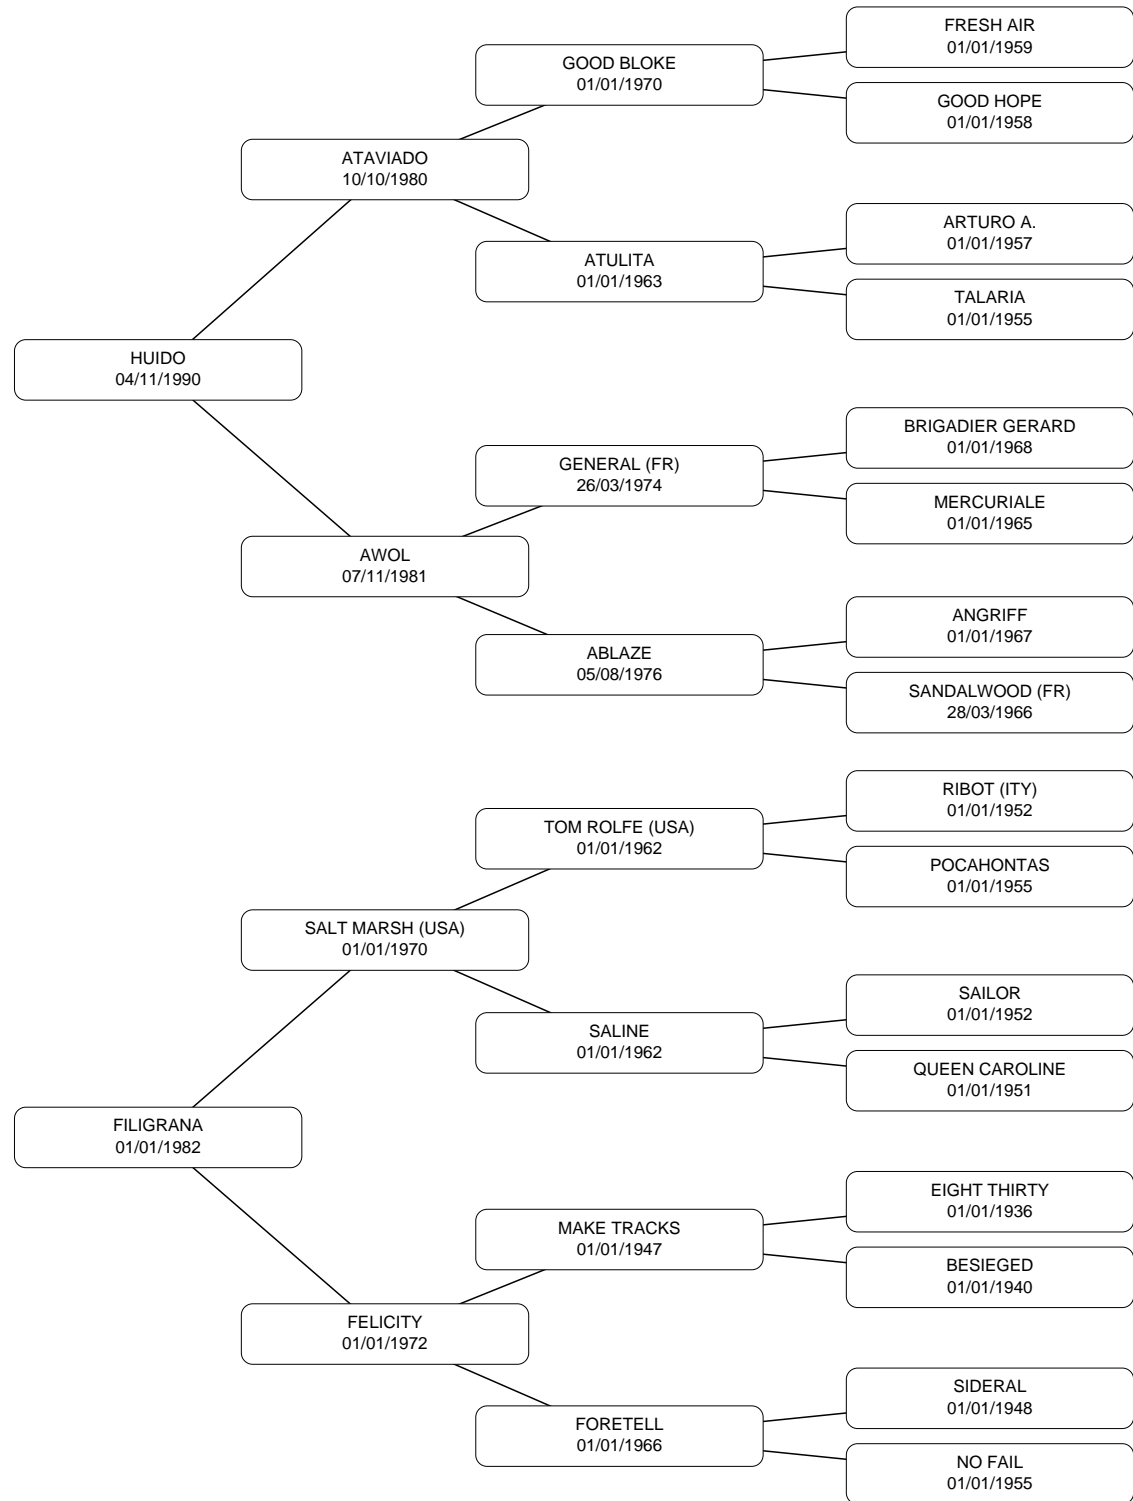 FRESH AIR
01/01/1959
GOOD BLOKE
01/01/1970
GOOD HOPE
01/01/1958
ATAVIADO
10/10/1980
ARTURO A.
01/01/1957
ATULITA
01/01/1963
TALARIA
01/01/1955
HUIDO
04/11/1990
BRIGADIER GERARD
01/01/1968
GENERAL (FR)
26/03/1974
MERCURIALE
01/01/1965
AWOL
07/11/1981
ANGRIFF
01/01/1967
ABLAZE
05/08/1976
SANDALWOOD (FR)
28/03/1966
RIBOT (ITY)
01/01/1952
TOM ROLFE (USA)
01/01/1962
POCAHONTAS
01/01/1955
SALT MARSH (USA)
01/01/1970
SAILOR
01/01/1952
SALINE
01/01/1962
QUEEN CAROLINE
01/01/1951
FILIGRANA
01/01/1982
EIGHT THIRTY
01/01/1936
MAKE TRACKS
01/01/1947
BESIEGED
01/01/1940
FELICITY
01/01/1972
SIDERAL
01/01/1948
FORETELL
01/01/1966
NO FAIL
01/01/1955